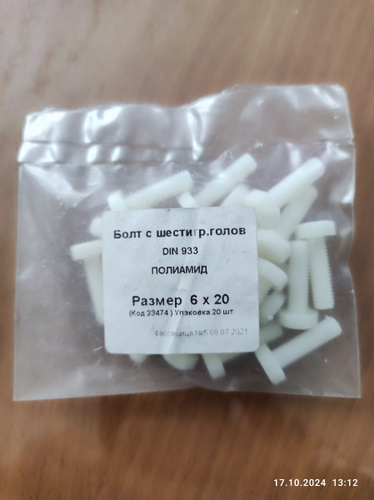 Болт с шестигр.голов
DIN 933
ПОЛИАМИД
Размер 6 x 20
(Код 23474 ) Упаковка 20 шт
Фасовщица №5 08.07.2021
17.10.2024 13:12